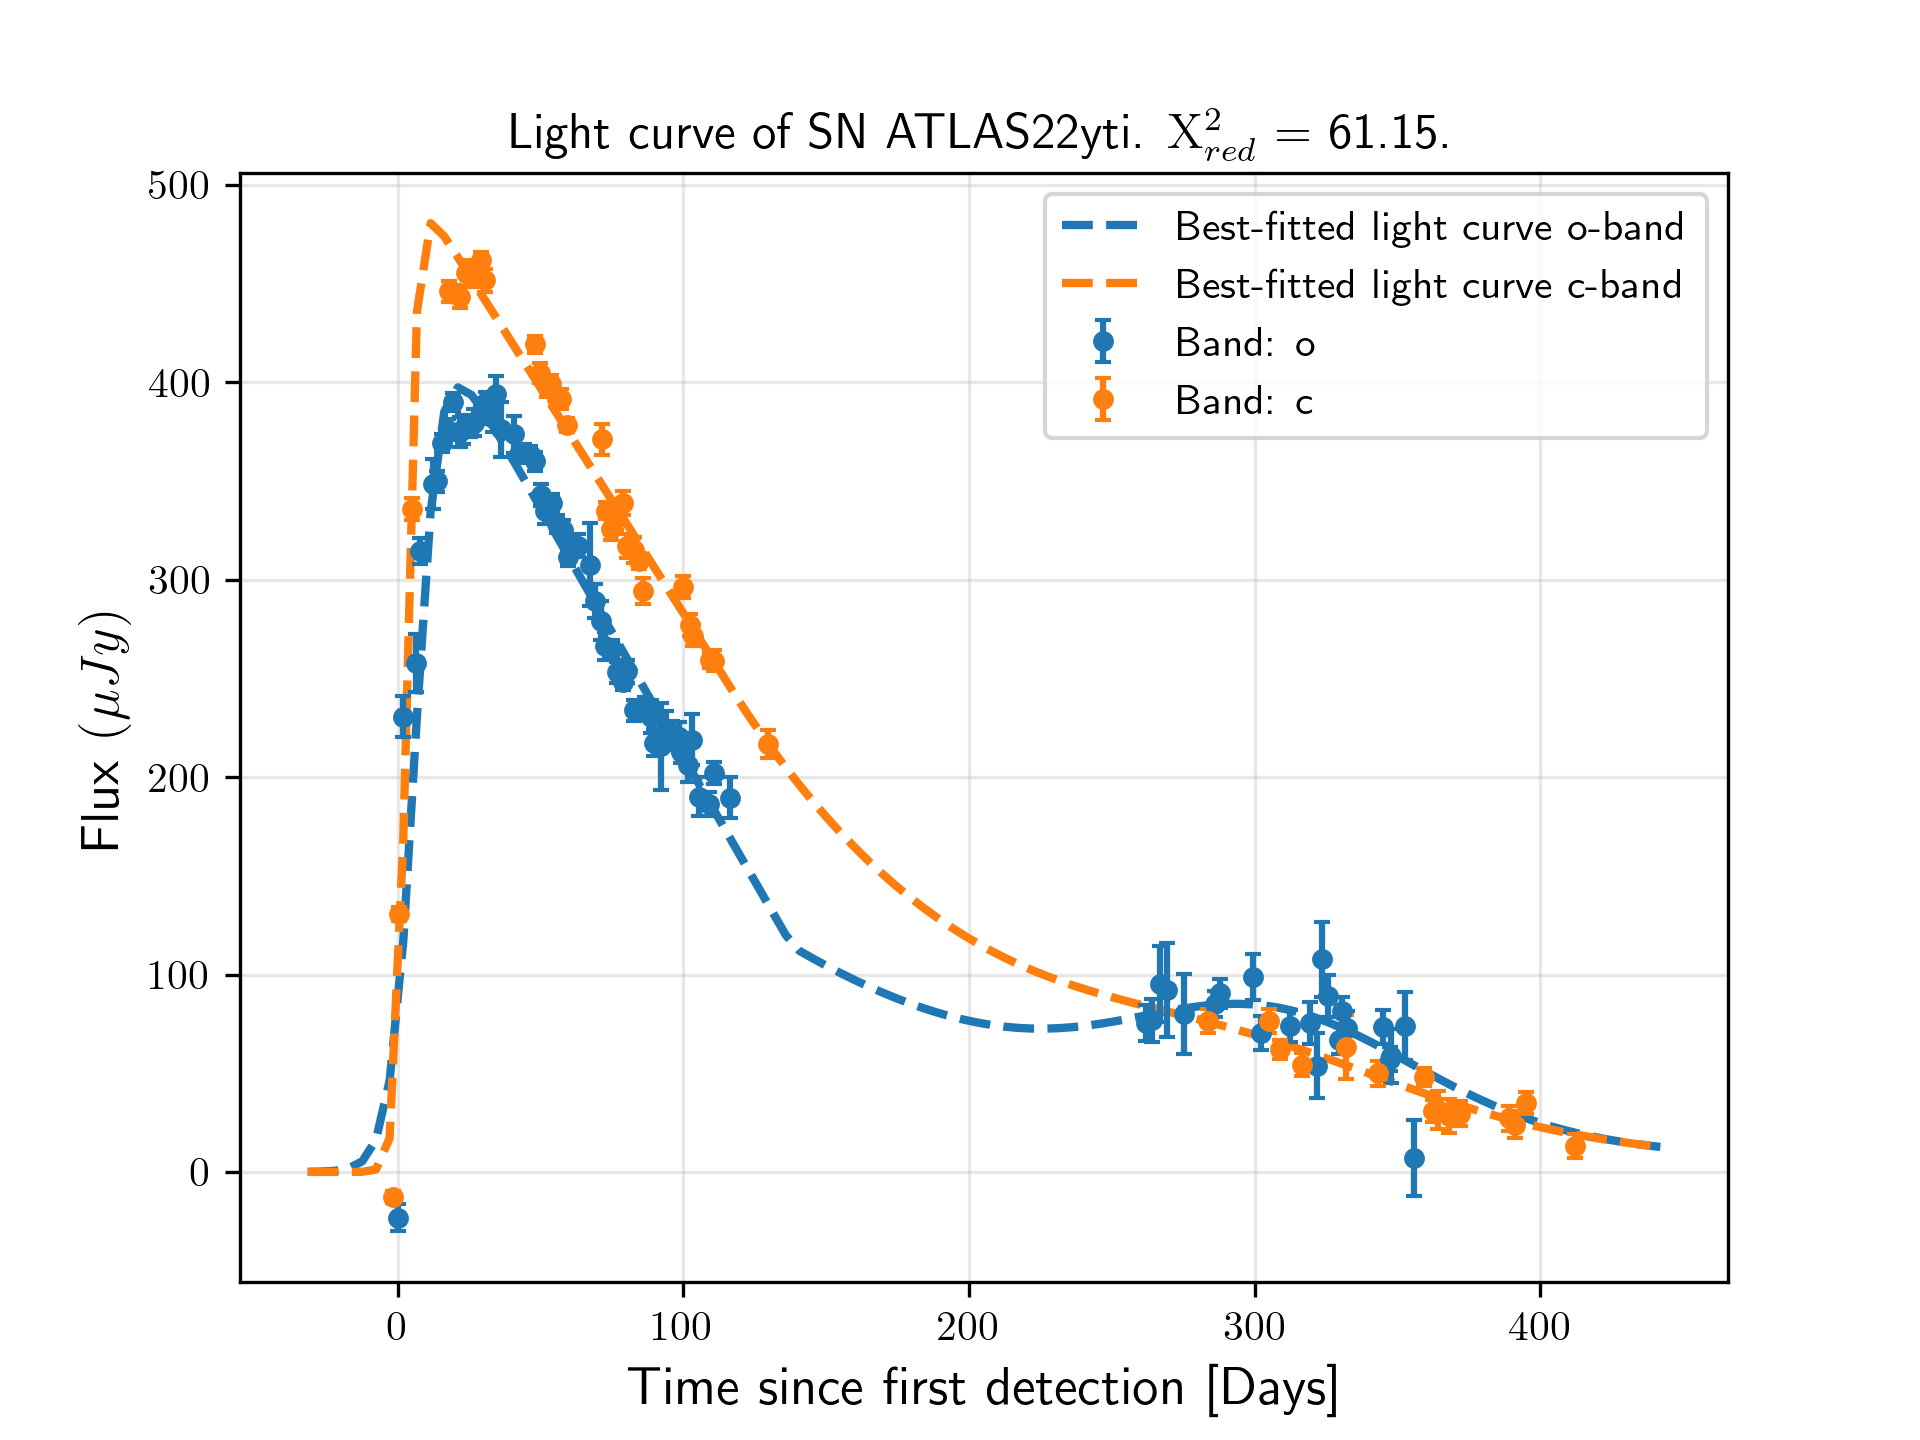 Light curve of SN ATLAS22yti. X²_red = 61.15.
Best-fitted light curve o-band
Best-fitted light curve c-band
Band: o
Band: c
500
400
300
200
100
0
Flux (μJy)
0 100 200 300 400
Time since first detection [Days]